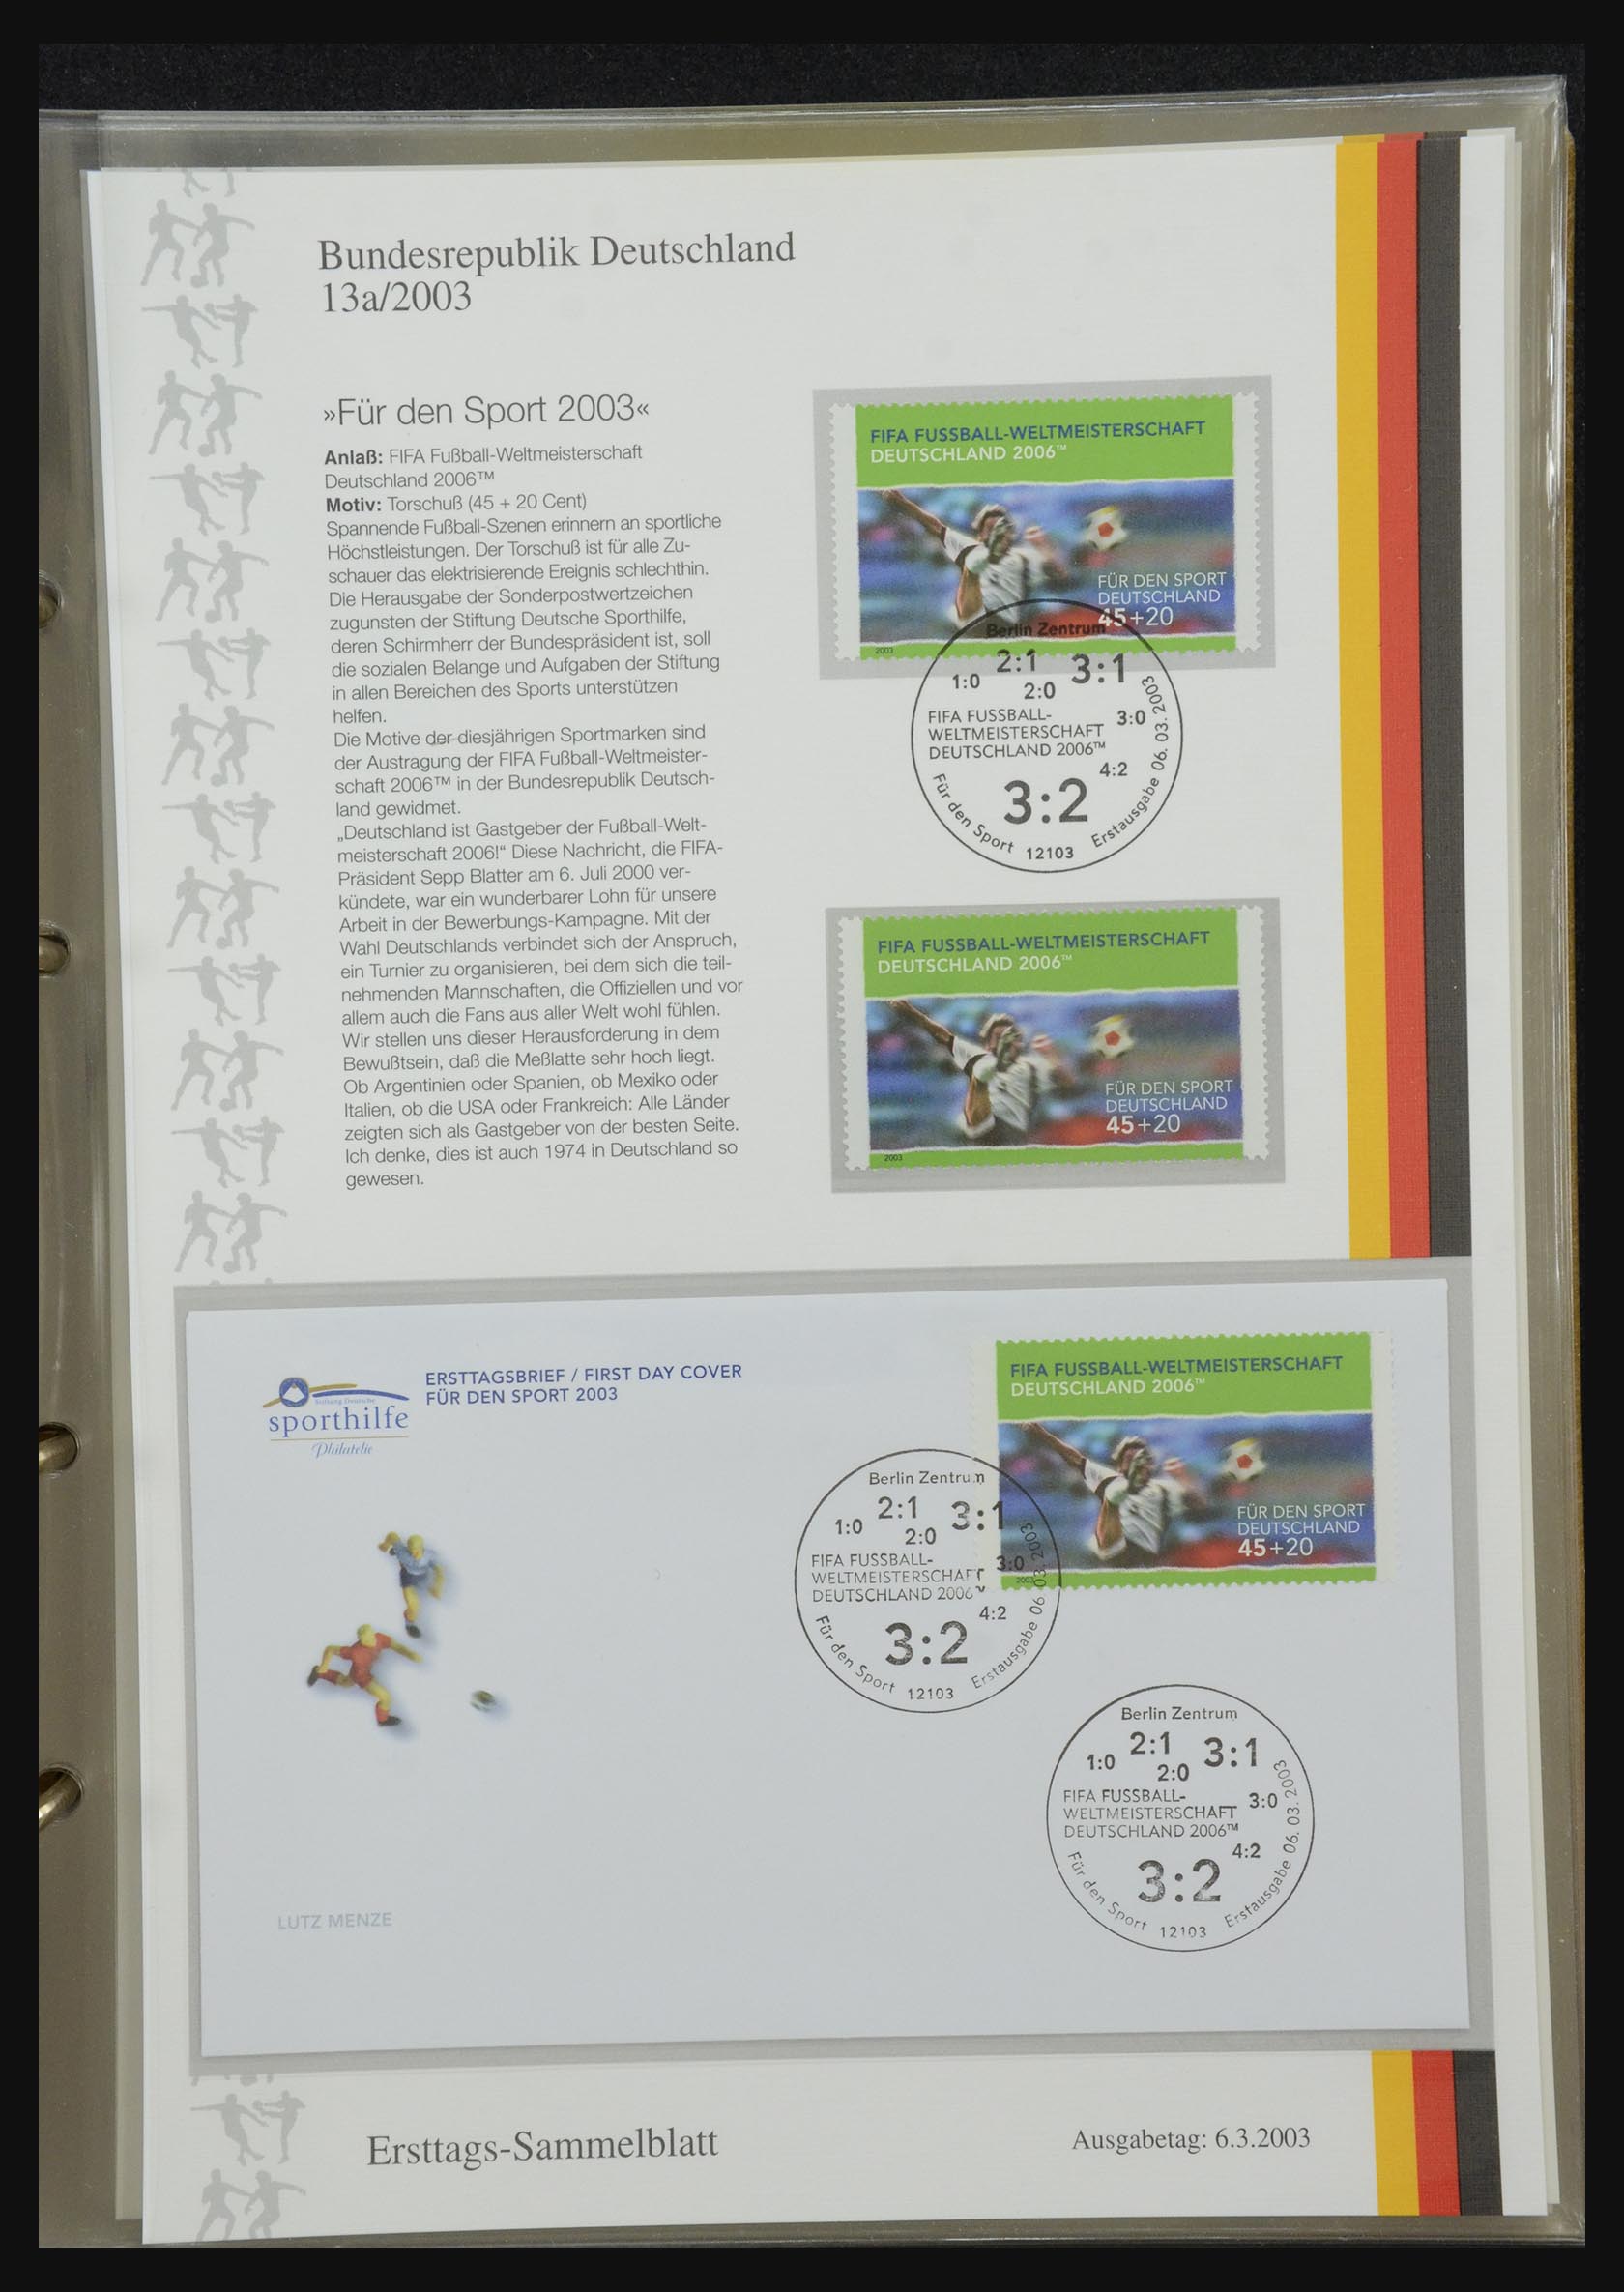 Bundesrepublik Deutschland
13a/2003
»Für den Sport 2003«
Anlaß: FIFA Fußball-Weltmeisterschaft
Deutschland 2006™
Motiv: Torschuß (45 + 20 Cent)
Spannende Fußball-Szenen erinnern an sportliche
Höchstleistungen. Der Torschuß ist für alle Zu-
schauer das elektrisierende Ereignis schlechthin.
Die Herausgabe der Sonderpostwertzeichen
zugunsten der Stiftung Deutsche Sporthilfe,
deren Schirmherr der Bundespräsident ist, soll
die sozialen Belange und Aufgaben der Stiftung
in allen Bereichen des Sports unterstützen
helfen.
Die Motive der diesjährigen Sportmarken sind
der Austragung der FIFA Fußball-Weltmeister-
schaft 2006™ in der Bundesrepublik Deutsch-
land gewidmet.
„Deutschland ist Gastgeber der Fußball-Welt-
meisterschaft 2006!“ Diese Nachricht, die FIFA-
Präsident Sepp Blatter am 6. Juli 2000 ver-
kündete, war ein wunderbarer Lohn für unsere
Arbeit in der Bewerbungs-Kampagne. Mit der
Wahl Deutschlands verbindet sich der Anspruch,
ein Turnier zu organisieren, bei dem sich die teil-
nehmenden Mannschaften, die Offiziellen und vor
allem auch die Fans aus aller Welt wohl fühlen.
Wir stellen uns dieser Herausforderung in dem
Bewußtsein, daß die Meßlatte sehr hoch liegt.
Ob Argentinien oder Spanien, ob Mexiko oder
Italien, ob die USA oder Frankreich: Alle Länder
zeigten sich als Gastgeber von der besten Seite.
Ich denke, dies ist auch 1974 in Deutschland so
gewesen.
FIFA FUSSBALL-WELTMEISTERSCHAFT
DEUTSCHLAND 2006™
FÜR DEN SPORT
DEUTSCHLAND
45+20
2003
Berlin Zentrum
2:1 3:1
1:0 2:0
FIFA FUSSBALL- 3:0
WELTMEISTERSCHAFT
DEUTSCHLAND 2006™
4:2
3:2
Für den Sport 12103 Erstausgabe 06. 03. 2003
FIFA FUSSBALL-WELTMEISTERSCHAFT
DEUTSCHLAND 2006™
FÜR DEN SPORT
DEUTSCHLAND
45+20
2003
Stiftung Deutsche
sporthilfe
Philatelie
ERSTTAGSBRIEF / FIRST DAY COVER
FÜR DEN SPORT 2003
FIFA FUSSBALL-WELTMEISTERSCHAFT
DEUTSCHLAND 2006™
FÜR DEN SPORT
DEUTSCHLAND
45+20
2003
Berlin Zentrum
2:1 3:1
1:0 2:0
FIFA FUSSBALL- 3:0
WELTMEISTERSCHAFT
DEUTSCHLAND 2006™
4:2
3:2
Für den Sport 12103 Erstausgabe 06. 03. 2003
Berlin Zentrum
2:1 3:1
1:0 2:0
FIFA FUSSBALL- 3:0
WELTMEISTERSCHAFT
DEUTSCHLAND 2006™
4:2
3:2
Für den Sport 12103 Erstausgabe 06. 03. 2003
LUTZ MENZE
Ersttags-Sammelblatt
Ausgabetag: 6.3.2003